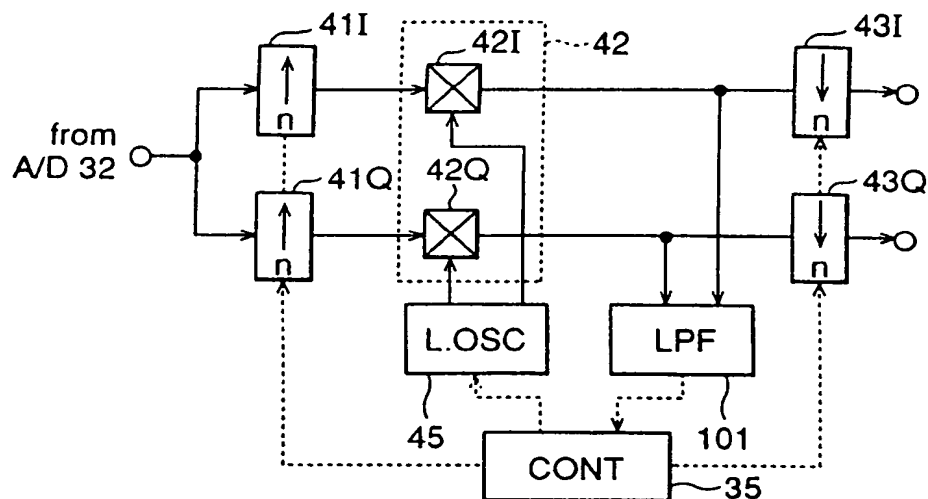 41I
42I
42
43I
n
n
from
A/D 32
41Q
42Q
43Q
n
n
L.OSC
LPF
45
101
CONT
35